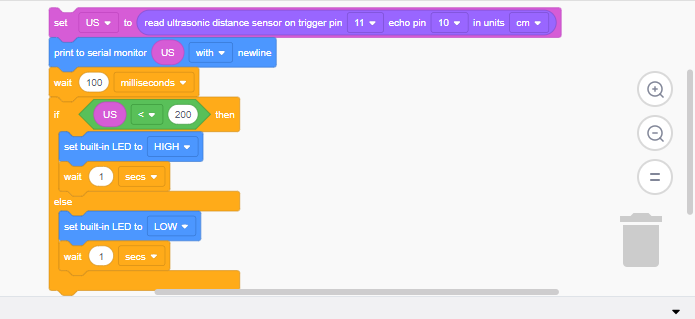 set US to read ultrasonic distance sensor on trigger pin 11 echo pin 10 in units cm
print to serial monitor US with newline
wait 100 milliseconds
if US < 200 then
set built-in LED to HIGH
wait 1 secs
else
set built-in LED to LOW
wait 1 secs